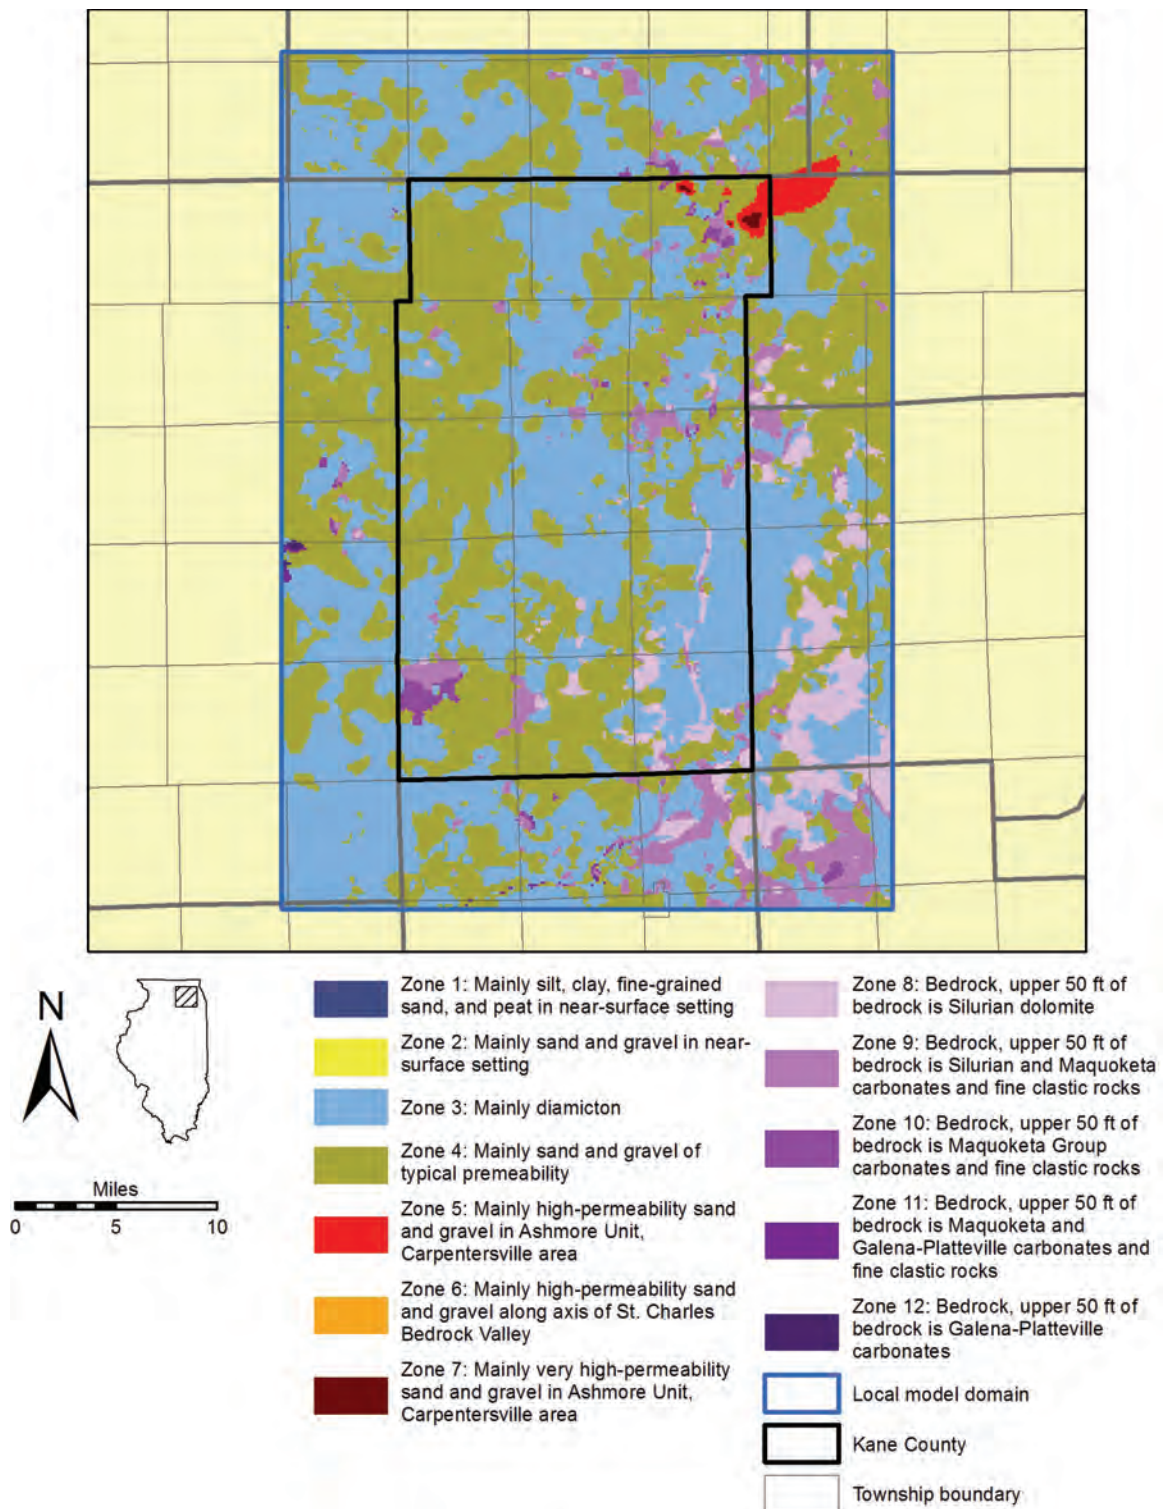 N
Miles
0 5 10
Zone 1: Mainly silt, clay, fine-grained
sand, and peat in near-surface setting
Zone 2: Mainly sand and gravel in near-
surface setting
Zone 3: Mainly diamicton
Zone 4: Mainly sand and gravel of
typical premeability
Zone 5: Mainly high-permeability sand
and gravel in Ashmore Unit,
Carpentersville area
Zone 6: Mainly high-permeability sand
and gravel along axis of St. Charles
Bedrock Valley
Zone 7: Mainly very high-permeability
sand and gravel in Ashmore Unit,
Carpentersville area
Zone 8: Bedrock, upper 50 ft of
bedrock is Silurian dolomite
Zone 9: Bedrock, upper 50 ft of
bedrock is Silurian and Maquoketa
carbonates and fine clastic rocks
Zone 10: Bedrock, upper 50 ft of
bedrock is Maquoketa Group
carbonates and fine clastic rocks
Zone 11: Bedrock, upper 50 ft of
bedrock is Maquoketa and
Galena-Platteville carbonates and
fine clastic rocks
Zone 12: Bedrock, upper 50 ft of
bedrock is Galena-Platteville
carbonates
Local model domain
Kane County
Township boundary